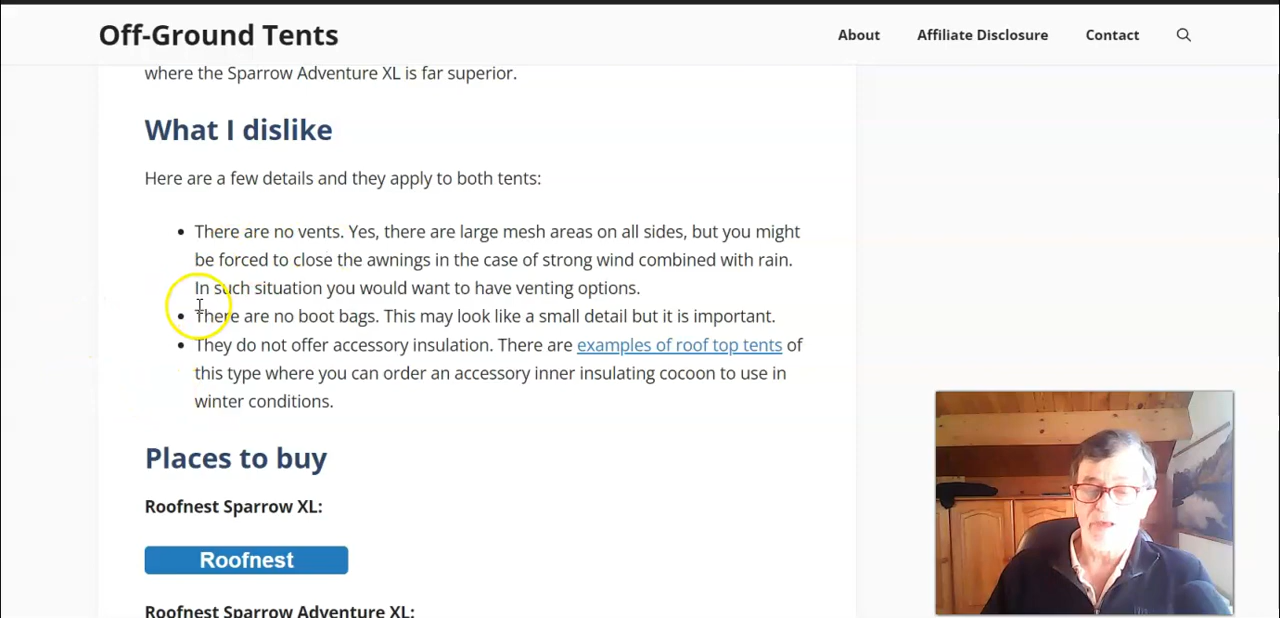 Off-Ground Tents
About
Affiliate Disclosure
Contact
where the Sparrow Adventure XL is far superior.
What I dislike
Here are a few details and they apply to both tents:
There are no vents. Yes, there are large mesh areas on all sides, but you might
be forced to close the awnings in the case of strong wind combined with rain.
In such situation you would want to have venting options.
There are no boot bags. This may look like a small detail but it is important.
They do not offer accessory insulation. There are examples of roof top tents of
this type where you can order an accessory inner insulating cocoon to use in
winter conditions.
Places to buy
Roofnest Sparrow XL:
Roofnest
Roofnest Sparrow Adventure XL: